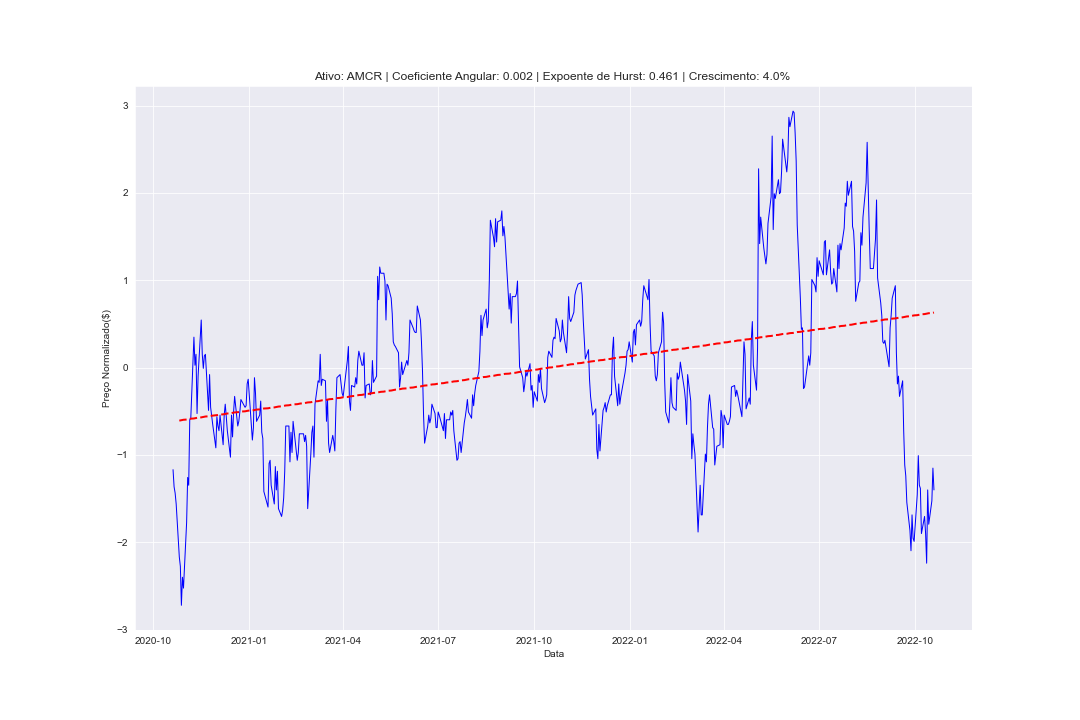 Ativo: AMCR | Coeficiente Angular: 0.002 | Expoente de Hurst: 0.461 | Crescimento: 4.0%
3
2
1
0
−1
−2
−3
Preço Normalizado($)
2020-10 2021-01 2021-04 2021-07 2021-10 2022-01 2022-04 2022-07 2022-10
Data